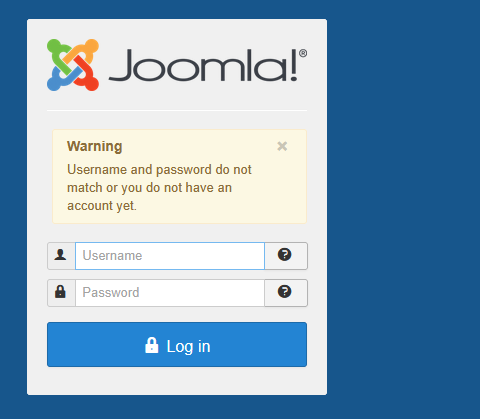 Joomla!®
Warning
×
Username and password do not
match or you do not have an
account yet.
Username
?
Password
?
Log in